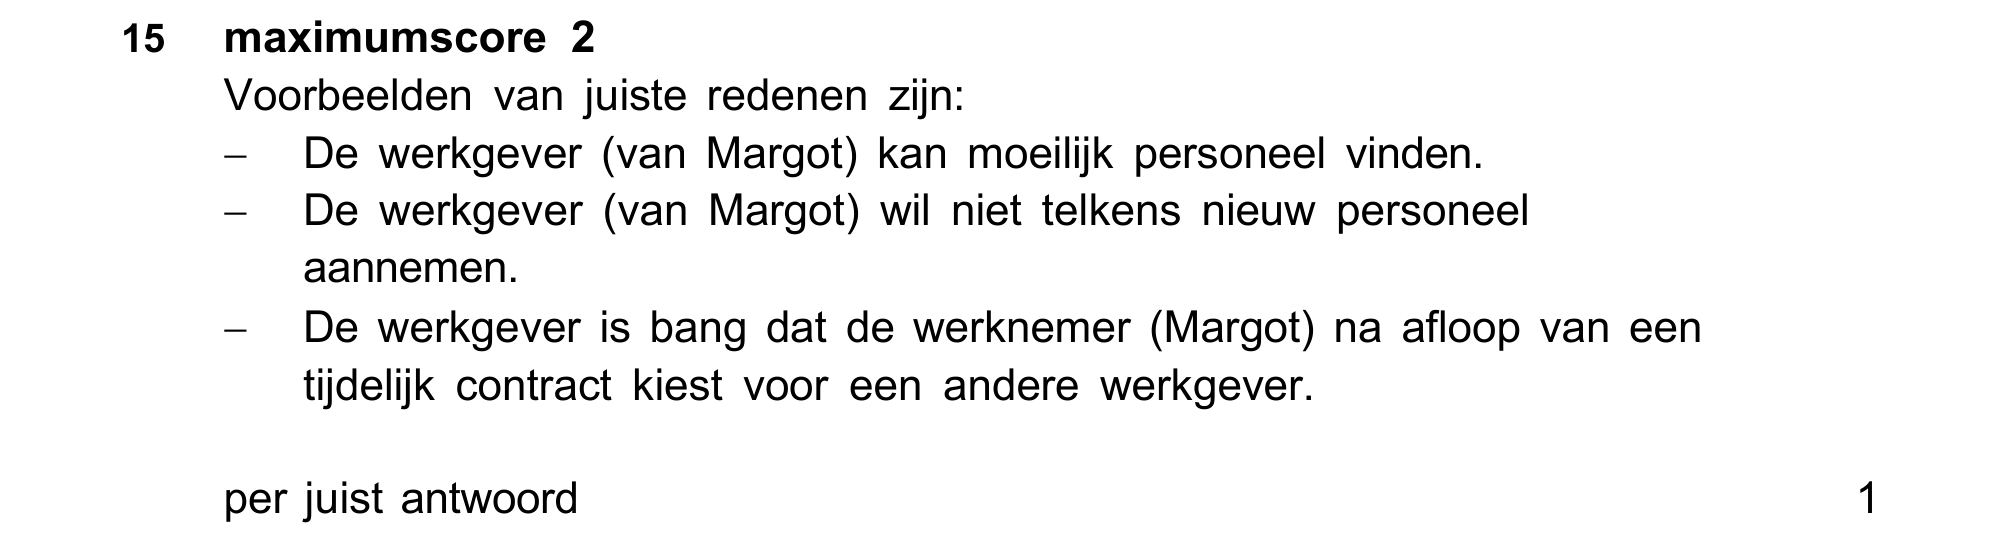 15 maximumscore 2
Voorbeelden van juiste redenen zijn:
− De werkgever (van Margot) kan moeilijk personeel vinden.
− De werkgever (van Margot) wil niet telkens nieuw personeel
aannemen.
− De werkgever is bang dat de werknemer (Margot) na afloop van een
tijdelijk contract kiest voor een andere werkgever.
per juist antwoord 1